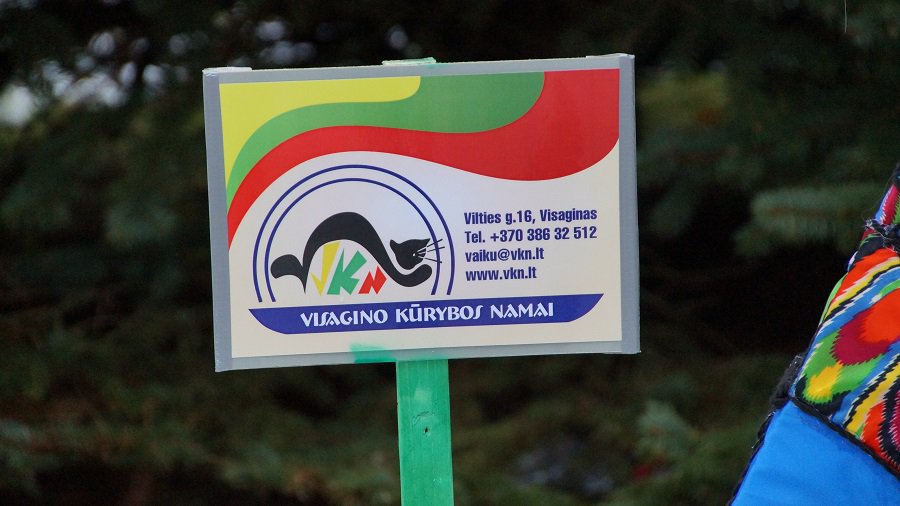 Vilties g.16, Visaginas
Tel. +370 386 32 512
vaiku@vkn.lt
www.vkn.lt
VKN
VISAGINO KŪRYBOS NAMAI